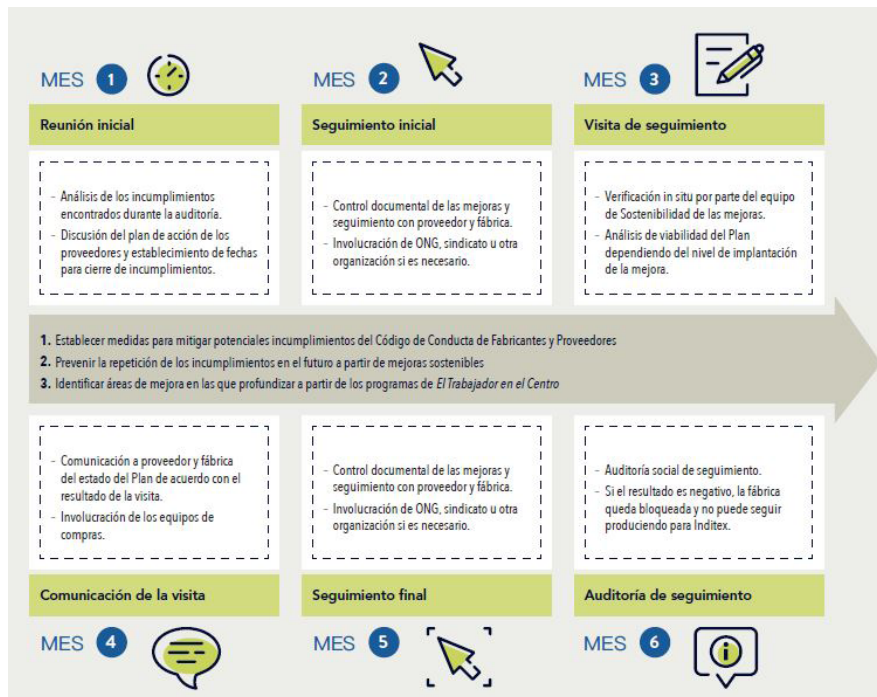 MES 1
Reunión inicial
- Análisis de los incumplimientos
encontrados durante la auditoría.
- Discusión del plan de acción de los
proveedores y establecimiento de fechas
para cierre de incumplimientos.
MES 2
Seguimiento inicial
- Control documental de las mejoras y
seguimiento con proveedor y fábrica.
- Involucración de ONG, sindicato u otra
organización si es necesario.
MES 3
Visita de seguimiento
- Verificación in situ por parte del equipo
de Sostenibilidad de las mejoras.
- Análisis de viabilidad del Plan
dependiendo del nivel de implantación
de la mejora.
1. Establecer medidas para mitigar potenciales incumplimientos del Código de Conducta de Fabricantes y Proveedores
2. Prevenir la repetición de los incumplimientos en el futuro a partir de mejoras sostenibles
3. Identificar áreas de mejora en las que profundizar a partir de los programas de El Trabajador en el Centro
- Comunicación a proveedor y fábrica
del estado del Plan de acuerdo con el
resultado de la visita.
- Involucración de los equipos de
compras.
Comunicación de la visita
MES 4
- Control documental de las mejoras y
seguimiento con proveedor y fábrica.
- Involucración de ONG, sindicato u otra
organización si es necesario.
Seguimiento final
MES 5
- Auditoría social de seguimiento.
- Si el resultado es negativo, la fábrica
queda bloqueada y no puede seguir
produciendo para Inditex.
Auditoría de seguimiento
MES 6
i